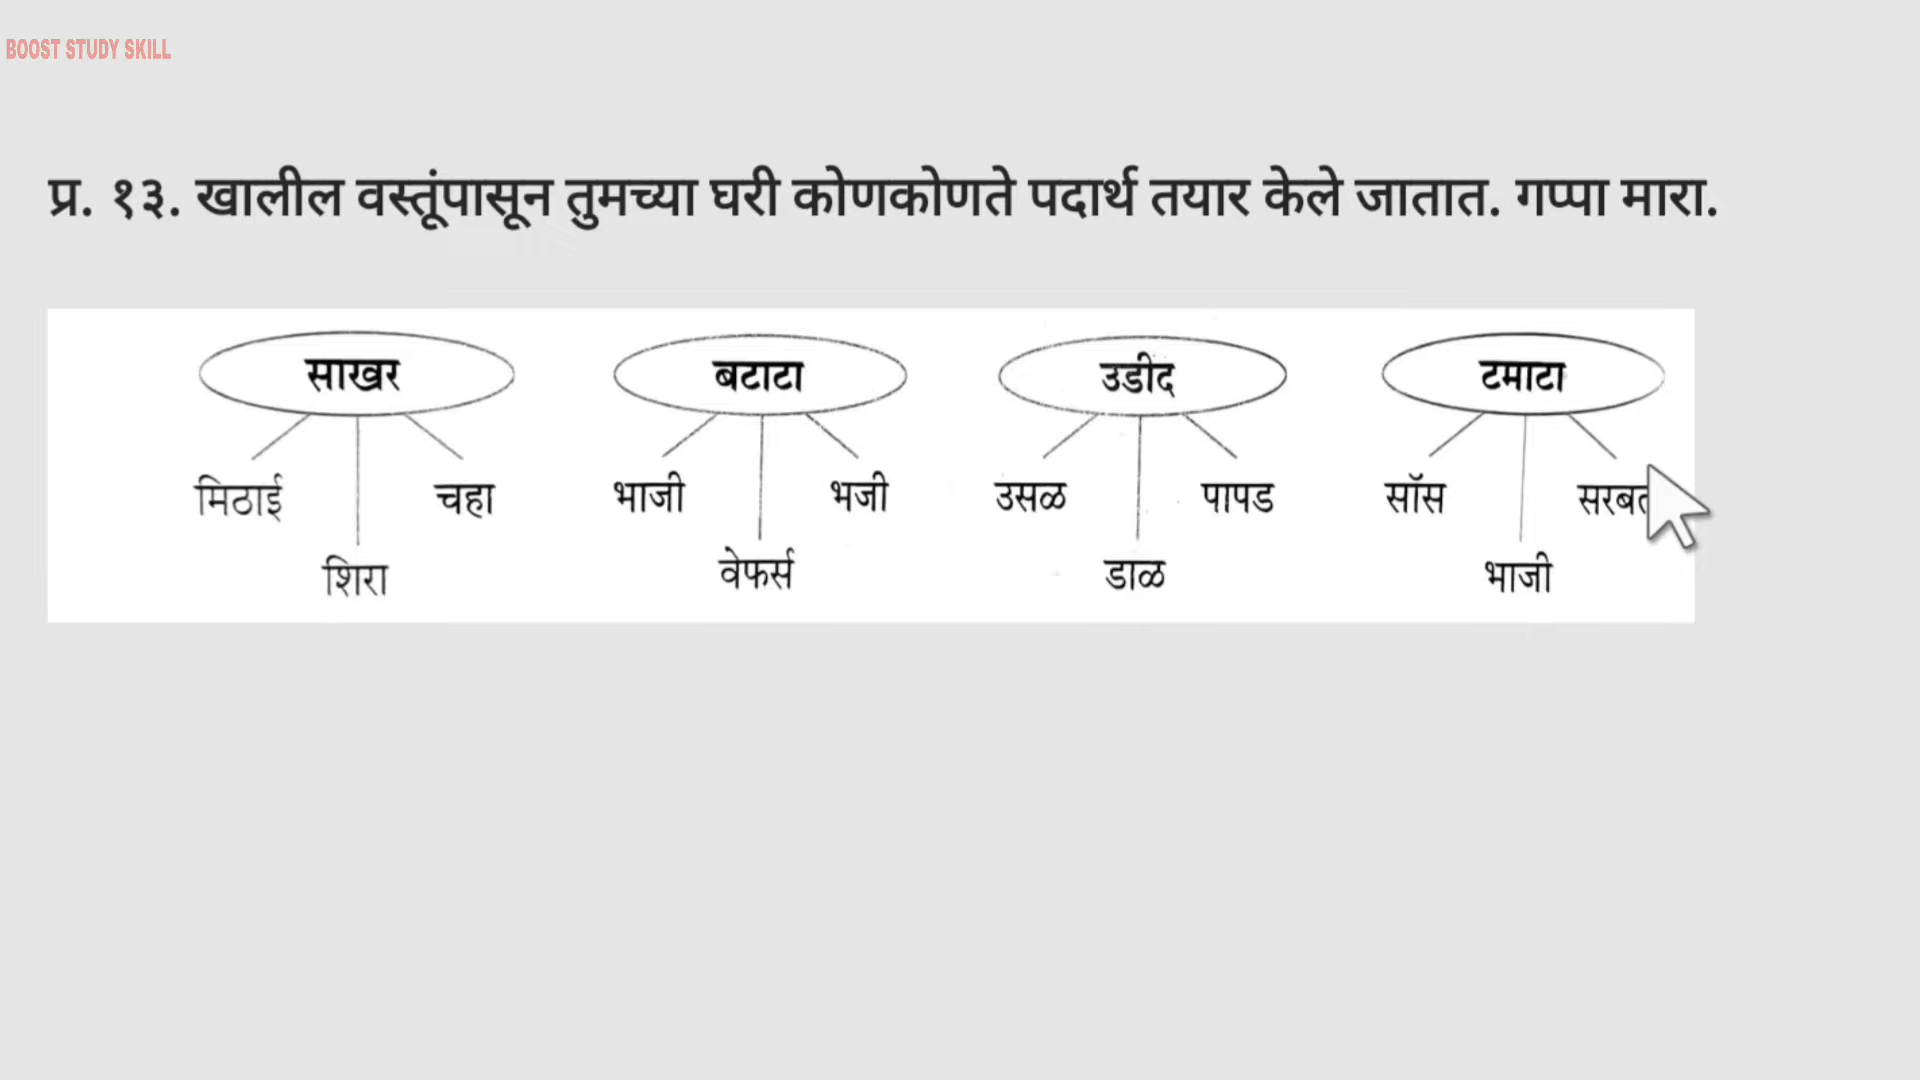 BOOST STUDY SKILL
प्र. १३. खालील वस्तूंपासून तुमच्या घरी कोणकोणते पदार्थ तयार केले जातात. गप्पा मारा.
साखर बटाटा उडीद टमाटा
मिठाई चहा भाजी भजी उसळ पापड सॉस सरबत
शिरा वेफर्स डाळ भाजी